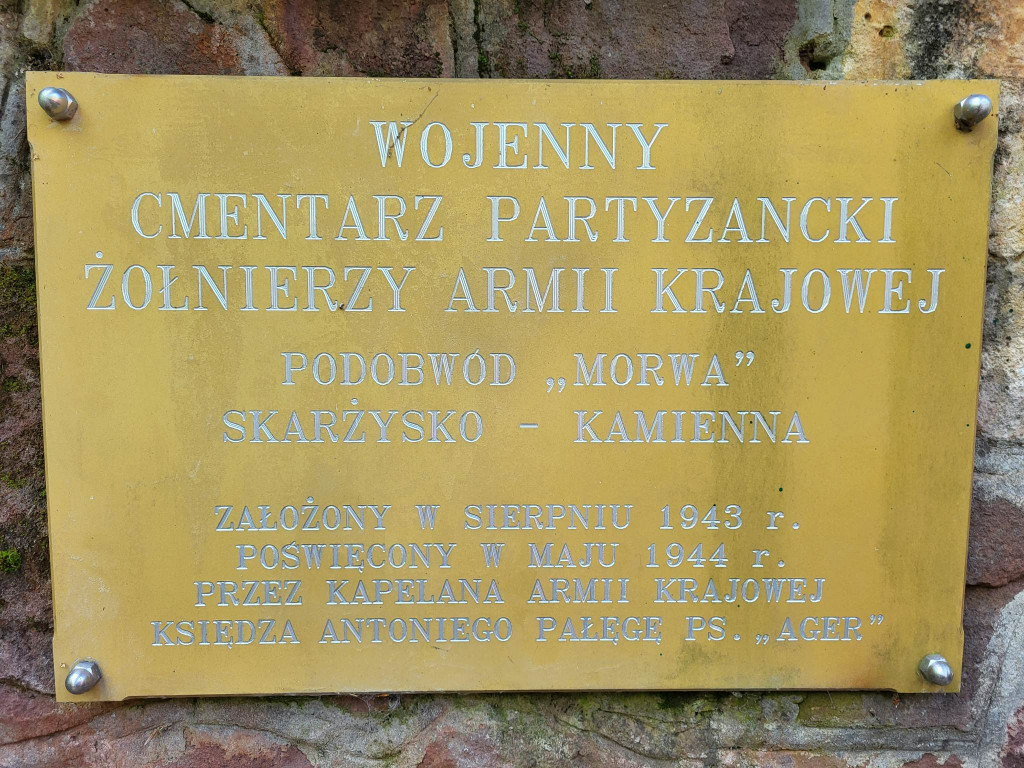 WOJENNY
CMENTARZ PARTYZANCKI
ŻOŁNIERZY ARMII KRAJOWEJ
PODOBWÓD „MORWA”
SKARŻYSKO – KAMIENNA
ZAŁOŻONY W SIERPNIU 1943 r.
POŚWIĘCONY W MAJU 1944 r.
PRZEZ KAPELANA ARMII KRAJOWEJ
KSIĘDZA ANTONIEGO PAŁĘGĘ PS. „AGER”